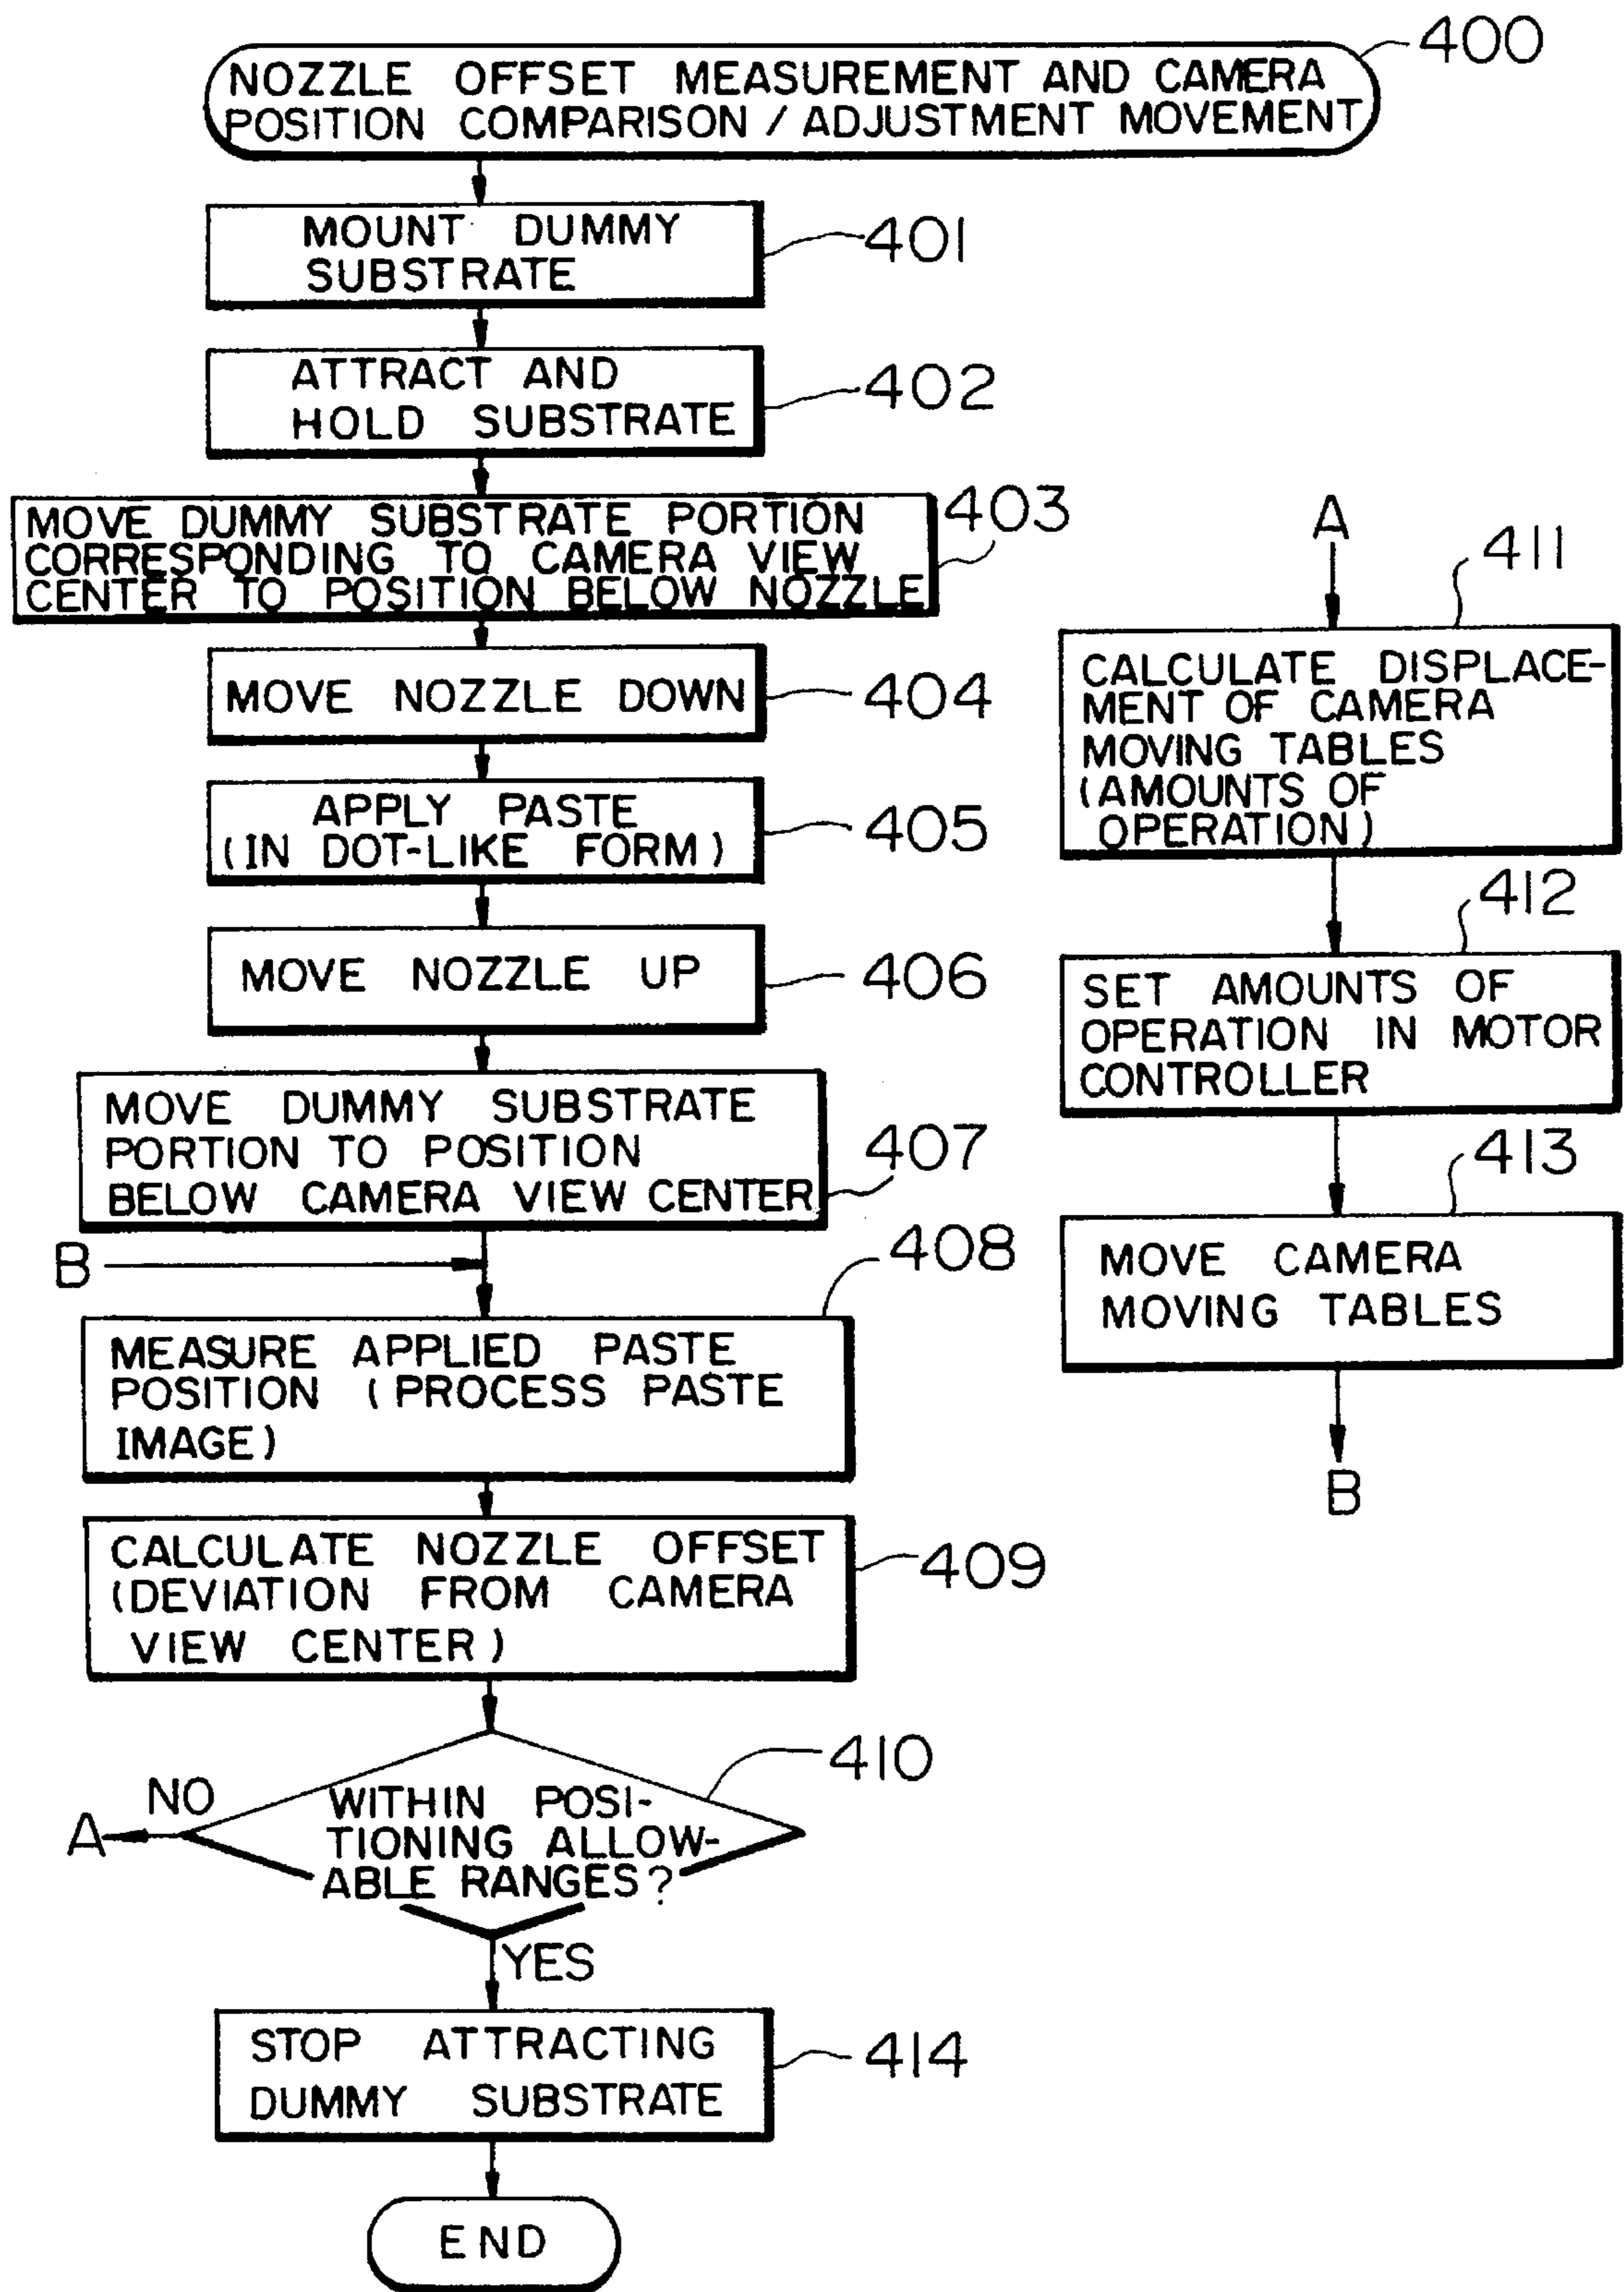 400
NOZZLE OFFSET MEASUREMENT AND CAMERA
POSITION COMPARISON / ADJUSTMENT MOVEMENT
MOUNT DUMMY
SUBSTRATE
401
ATTRACT AND
HOLD SUBSTRATE
402
MOVE DUMMY SUBSTRATE PORTION
CORRESPONDING TO CAMERA VIEW
CENTER TO POSITION BELOW NOZZLE
403
MOVE NOZZLE DOWN
404
APPLY PASTE
(IN DOT-LIKE FORM)
405
MOVE NOZZLE UP
406
MOVE DUMMY SUBSTRATE
PORTION TO POSITION
BELOW CAMERA VIEW CENTER
407
B
408
MEASURE APPLIED PASTE
POSITION (PROCESS PASTE
IMAGE)
CALCULATE NOZZLE OFFSET
(DEVIATION FROM CAMERA
VIEW CENTER)
409
410
NO
A
WITHIN POSI-
TIONING ALLOW-
ABLE RANGES?
YES
STOP ATTRACTING
DUMMY SUBSTRATE
414
END
A
411
CALCULATE DISPLACE-
MENT OF CAMERA
MOVING TABLES
(AMOUNTS OF
OPERATION)
412
SET AMOUNTS OF
OPERATION IN MOTOR
CONTROLLER
413
MOVE CAMERA
MOVING TABLES
B